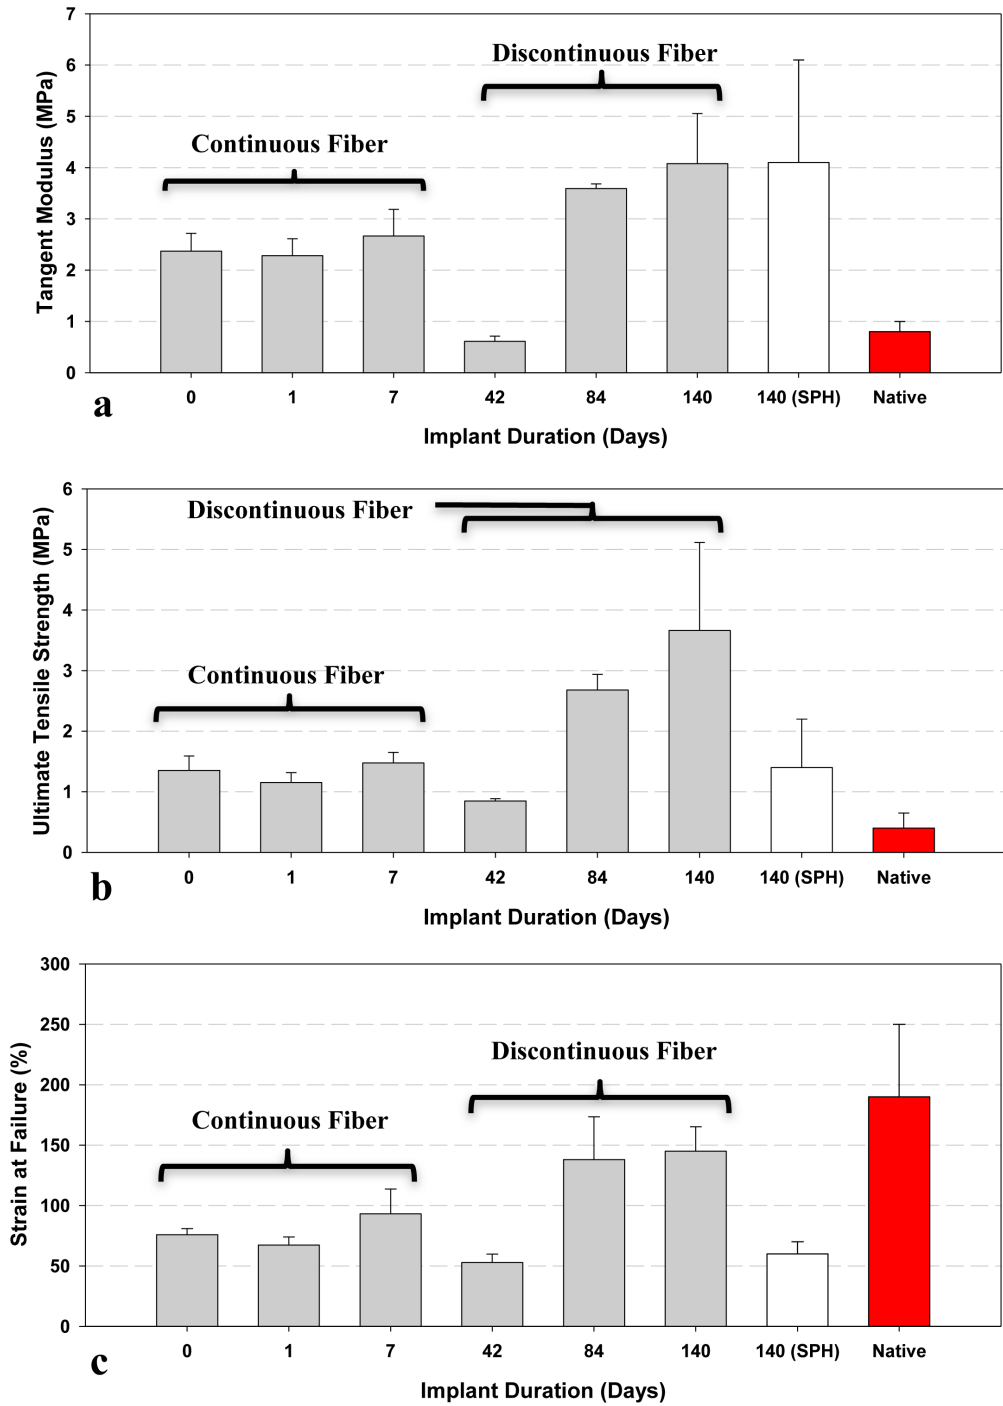 7
6
5
4
3
2
1
0
Tangent Modulus (MPa)
Discontinuous Fiber
Continuous Fiber
0 1 7 42 84 140 140 (SPH) Native
a
Implant Duration (Days)
6
5
4
3
2
1
0
Ultimate Tensile Strength (MPa)
Discontinuous Fiber
Continuous Fiber
0 1 7 42 84 140 140 (SPH) Native
b
Implant Duration (Days)
300
250
200
150
100
50
0
Strain at Failure (%)
Discontinuous Fiber
Continuous Fiber
0 1 7 42 84 140 140 (SPH) Native
c
Implant Duration (Days)